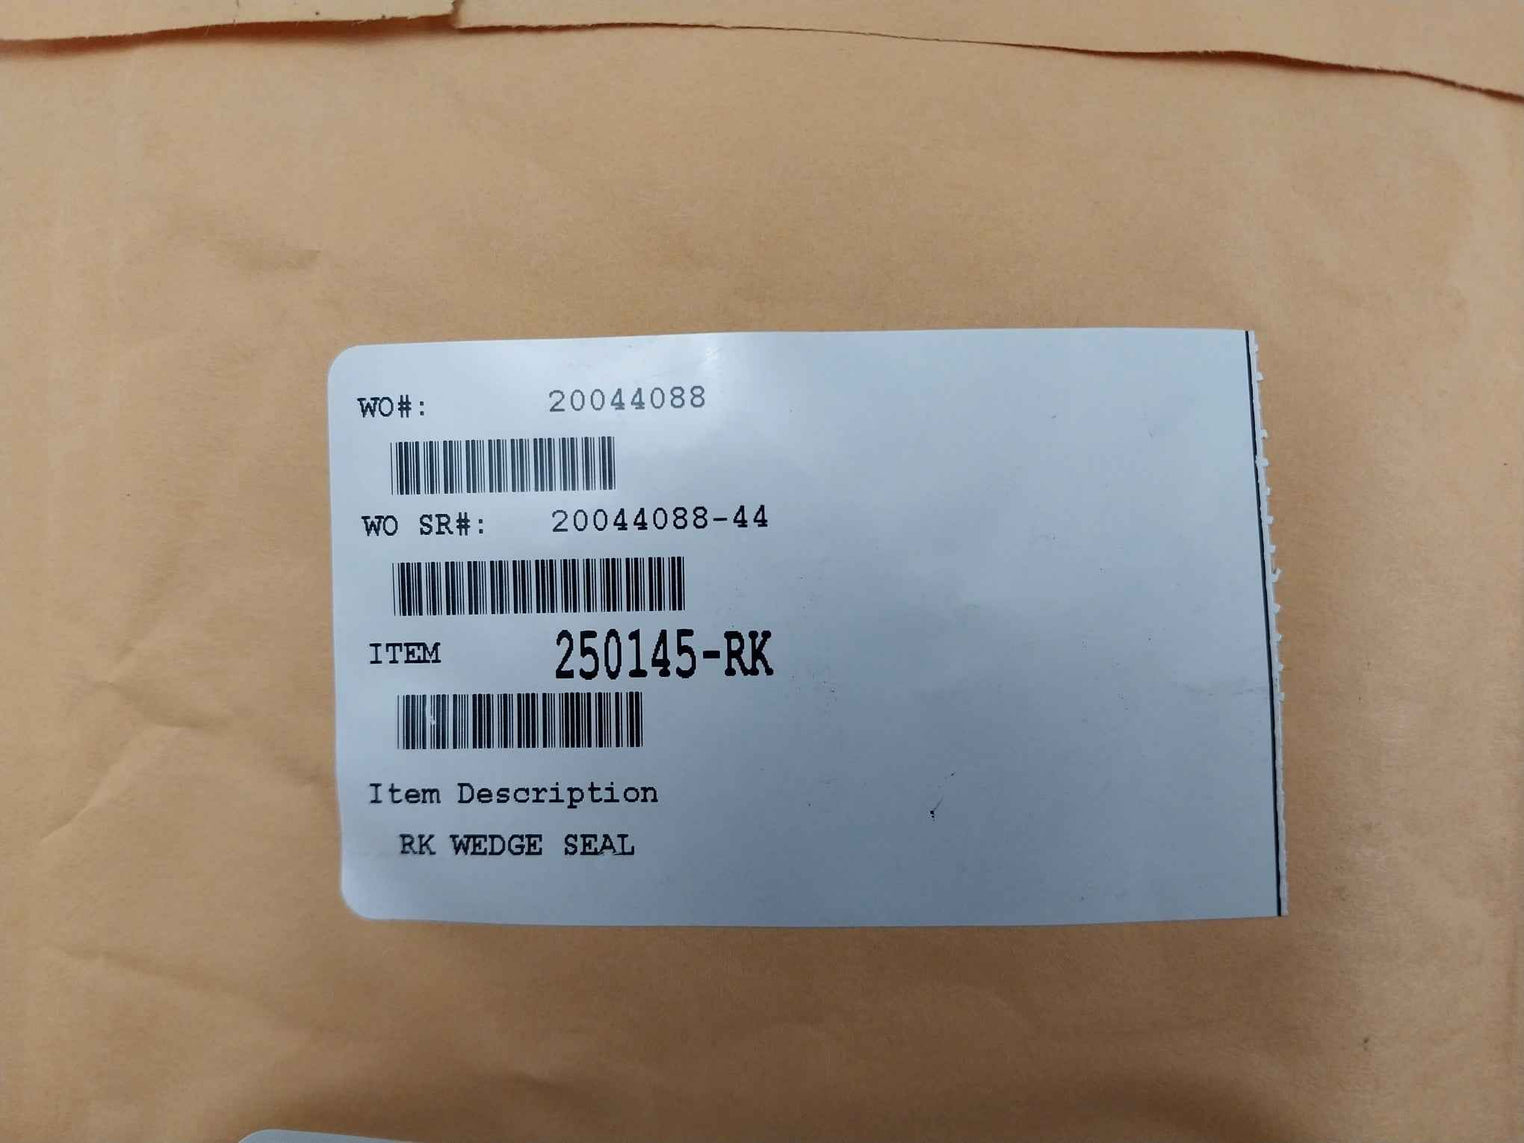 WO#: 20044088
WO SR#: 20044088-44
ITEM 250145-RK
Item Description
RK WEDGE SEAL